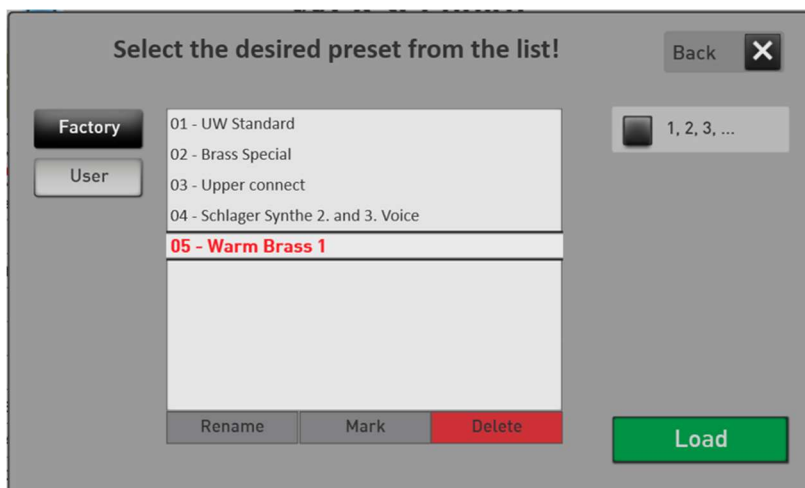 Select the desired preset from the list!
Back
Factory
User
01 - UW Standard
02 - Brass Special
03 - Upper connect
04 - Schlager Synthe 2. and 3. Voice
05 - Warm Brass 1
1, 2, 3, ...
Rename
Mark
Delete
Load